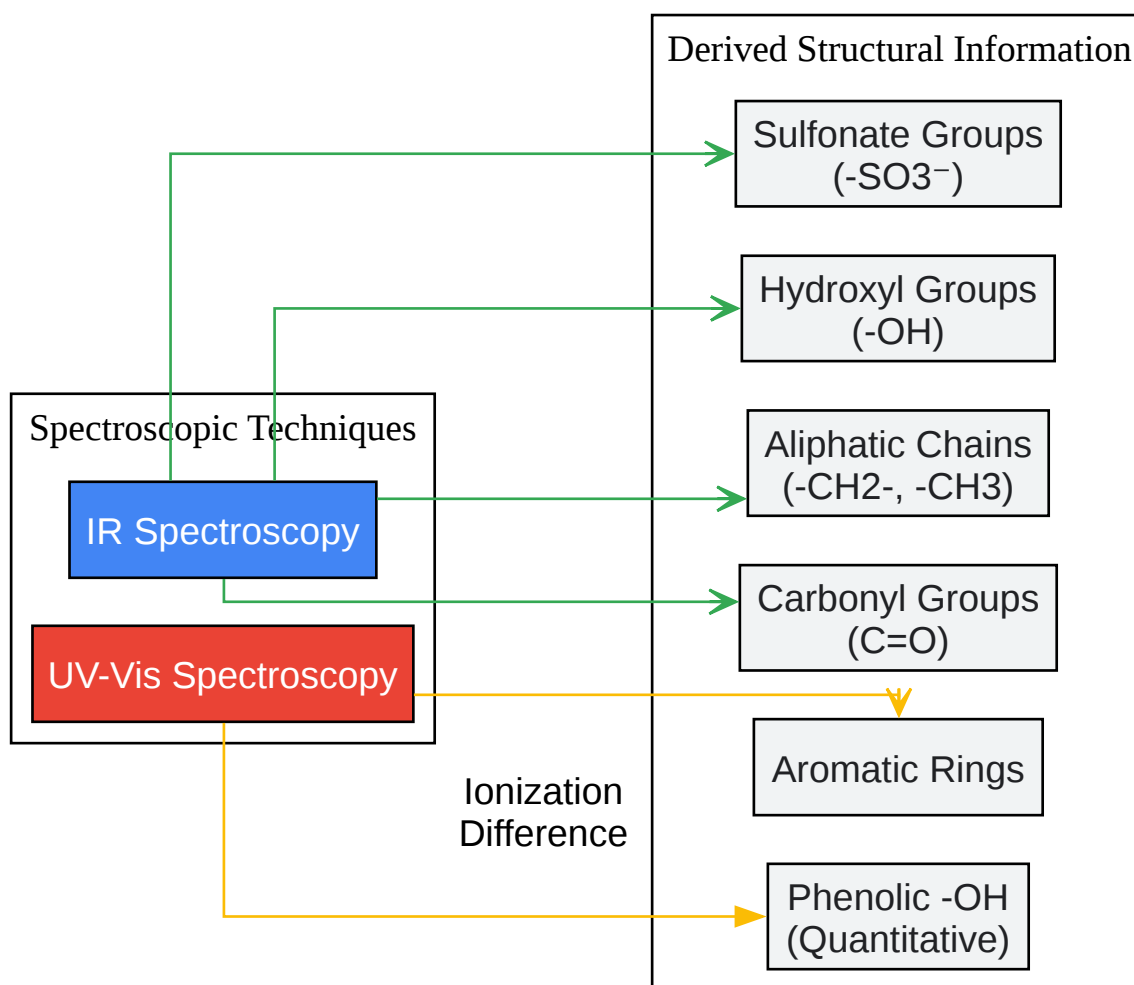 Derived Structural Information
Sulfonate Groups
(-SO3⁻)
Hydroxyl Groups
(-OH)
Spectroscopic Techniques
Aliphatic Chains
(-CH2-, -CH3)
IR Spectroscopy
Carbonyl Groups
(C=O)
UV-Vis Spectroscopy
Aromatic Rings
Ionization
Difference
Phenolic -OH
(Quantitative)